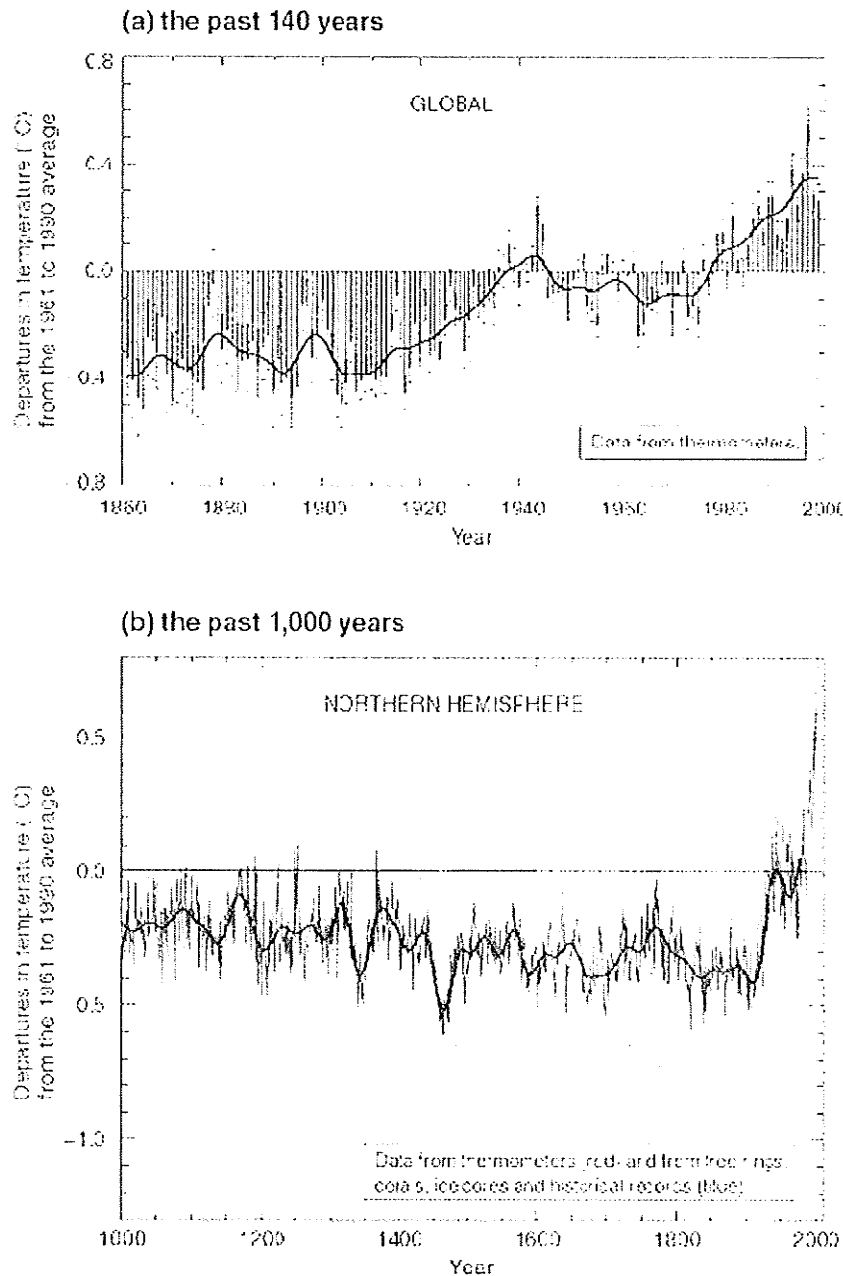 (a) the past 140 years
GLOBAL
Departures in temperature (°C)
from the 1961 to 1990 average
0.8
0.4
0.0
0.4
0.8
Data from thermometers.
1860
1880
1900
1920
1940
1960
1980
2000
Year
(b) the past 1,000 years
NORTHERN HEMISPHERE
Departures in temperature (°C)
from the 1961 to 1990 average
0.5
0.0
0.5
−1.0
Data from thermometers (red) and from tree rings,
corals, ice cores and historical records (blue)
1000
1200
1400
1600
1800
2000
Year